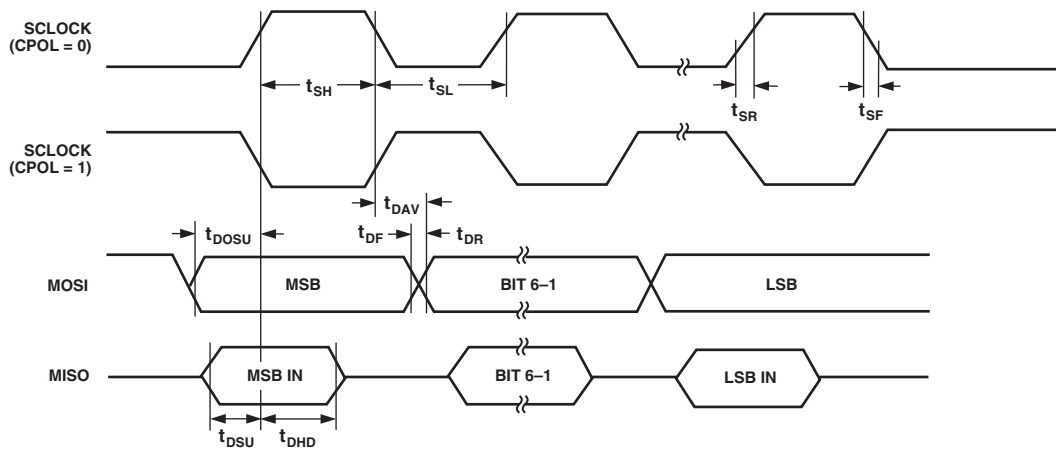 SCLOCK
(CPOL = 0)
tSH
tSL
tSR
tSF
SCLOCK
(CPOL = 1)
tDAV
tDOSU
tDF
tDR
MOSI
MSB
BIT 6–1
LSB
MISO
MSB IN
BIT 6–1
LSB IN
tDSU
tDHD